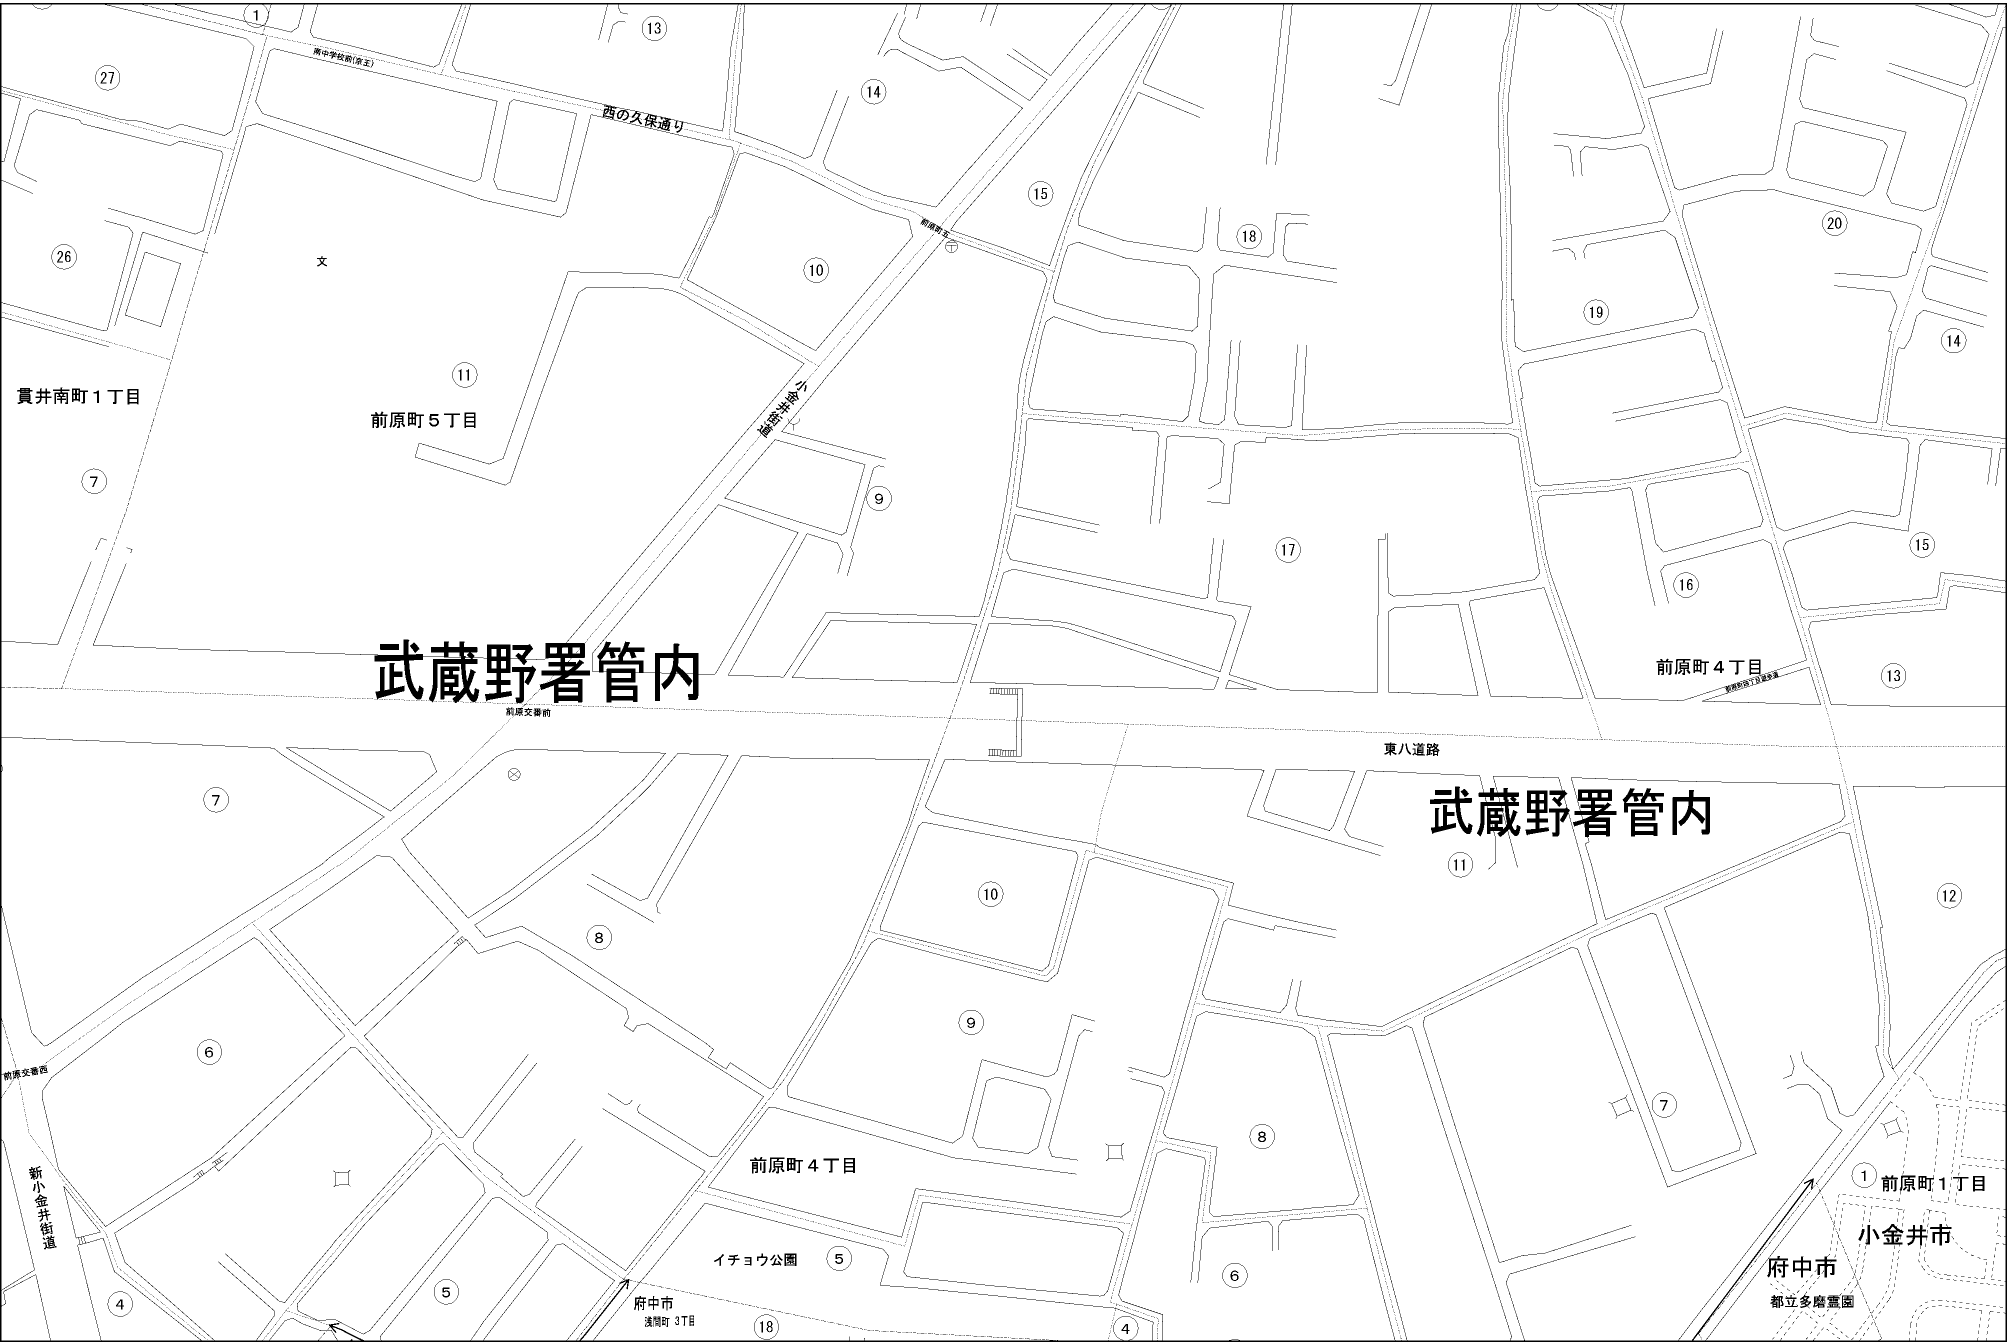 1
13
南中学校前(京王)
27
14
西の久保通り
15
前原町五
18
20
26
文
10
19
14
11
小金井街道
貫井南町1丁目
前原町5丁目
7
9
17
15
16
武蔵野署管内
前原町4丁目
13
前原交番前
東八道路
7
武蔵野署管内
11
10
12
8
9
6
前原交番西
7
8
前原町4丁目
新小金井街道
1
前原町1丁目
小金井市
イチョウ公園
5
府中市
6
5
4
府中市
浅間町 3丁目
都立多磨霊園
18
4